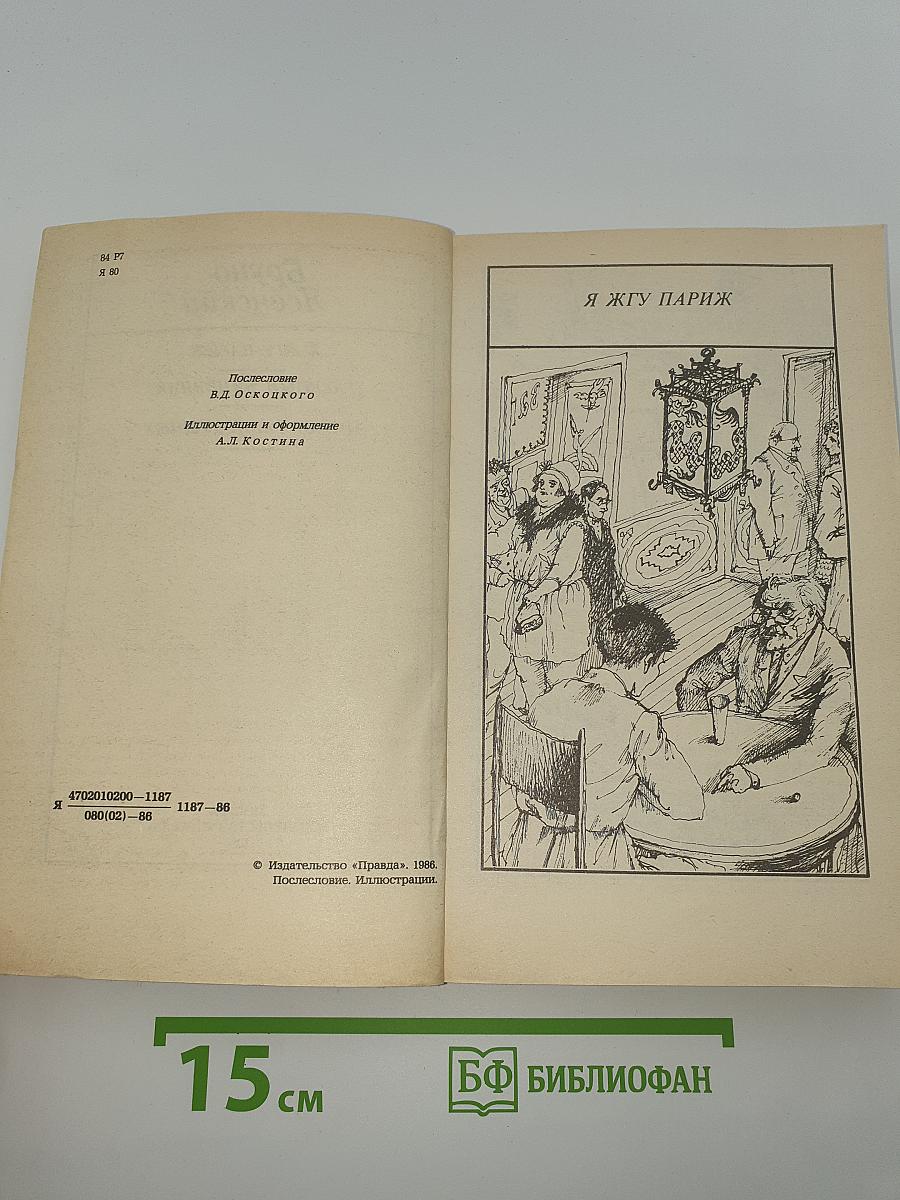 84 Р7
Я 80
Послесловие
В.Д. Оскоцкого
Иллюстрации и оформление
А.Л. Костина
Я 4702010200—1187
080(02)—86
1187—86
© Издательство «Правда». 1986.
Послесловие. Иллюстрации.
Я ЖГУ ПАРИЖ
15 см
БФ БИБЛИОФАН